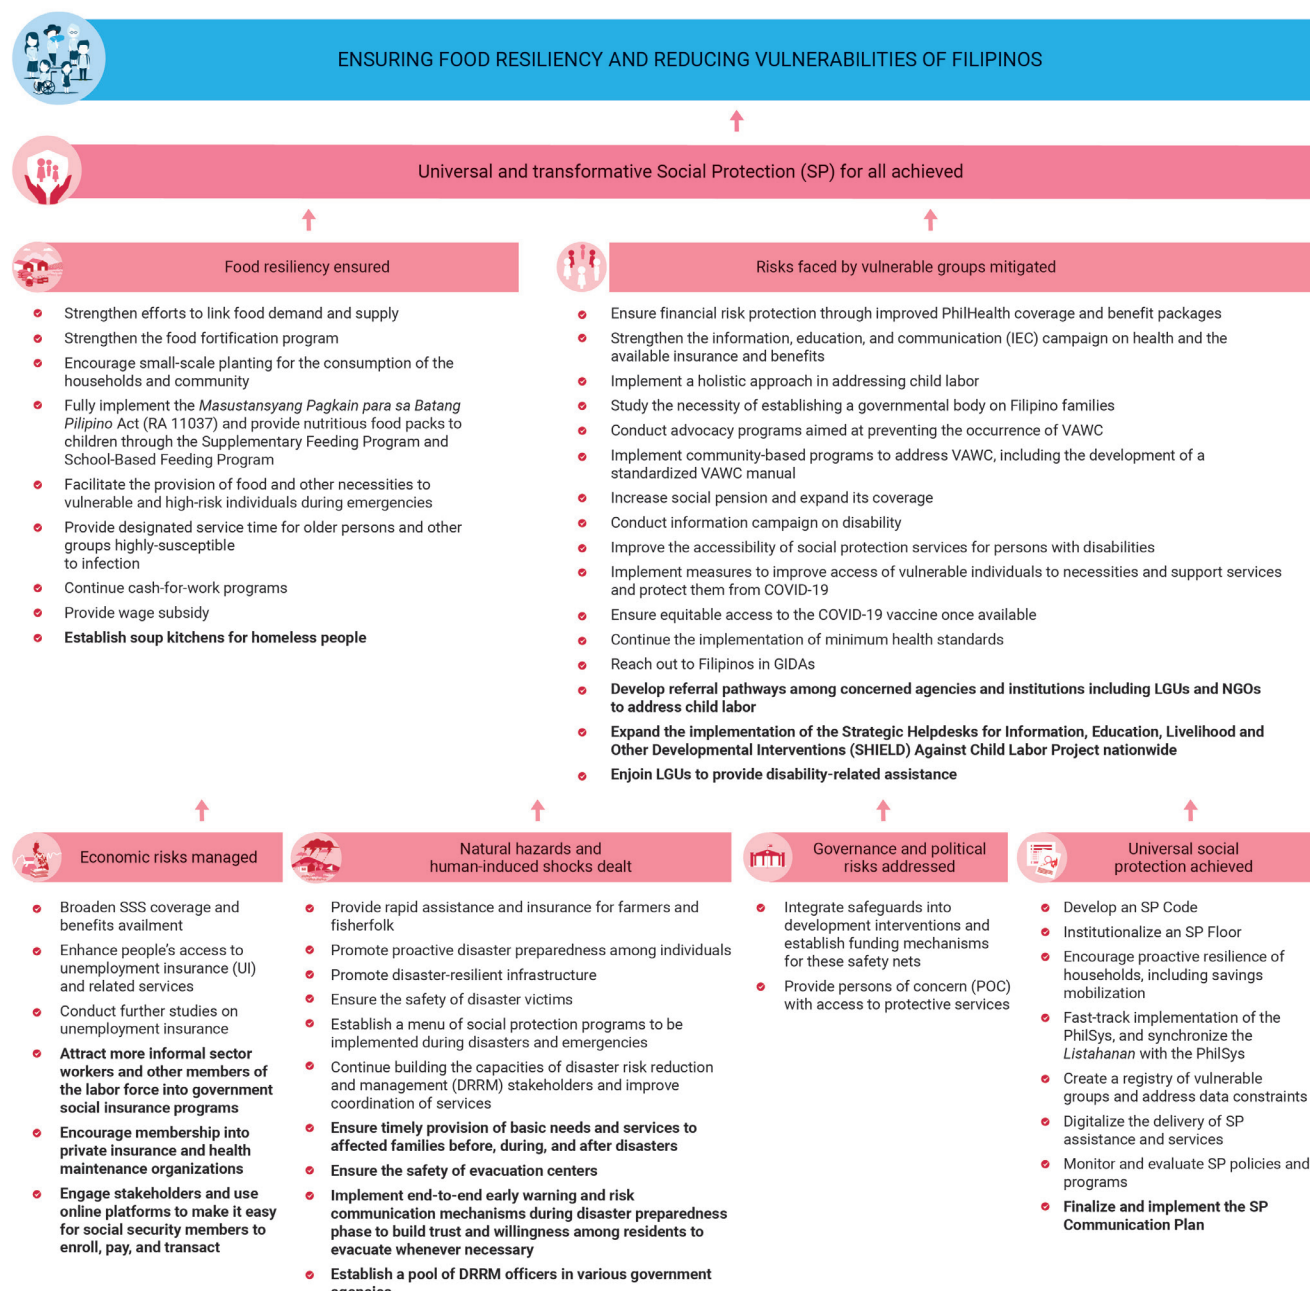 ENSURING FOOD RESILIENCY AND REDUCING VULNERABILITIES OF FILIPINOS
Universal and transformative Social Protection (SP) for all achieved
Food resiliency ensured
Strengthen efforts to link food demand and supply
Strengthen the food fortification program
Encourage small-scale planting for the consumption of the
households and community
Fully implement the Masustansyang Pagkain para sa Batang
Pilipino Act (RA 11037) and provide nutritious food packs to
children through the Supplementary Feeding Program and
School-Based Feeding Program
Facilitate the provision of food and other necessities to
vulnerable and high-risk individuals during emergencies
Provide designated service time for older persons and other
groups highly-susceptible
to infection
Continue cash-for-work programs
Provide wage subsidy
Establish soup kitchens for homeless people
Risks faced by vulnerable groups mitigated
Ensure financial risk protection through improved PhilHealth coverage and benefit packages
Strengthen the information, education, and communication (IEC) campaign on health and the
available insurance and benefits
Implement a holistic approach in addressing child labor
Study the necessity of establishing a governmental body on Filipino families
Conduct advocacy programs aimed at preventing the occurrence of VAWC
Implement community-based programs to address VAWC, including the development of a
standardized VAWC manual
Increase social pension and expand its coverage
Conduct information campaign on disability
Improve the accessibility of social protection services for persons with disabilities
Implement measures to improve access of vulnerable individuals to necessities and support services
and protect them from COVID-19
Ensure equitable access to the COVID-19 vaccine once available
Continue the implementation of minimum health standards
Reach out to Filipinos in GIDAs
Develop referral pathways among concerned agencies and institutions including LGUs and NGOs
to address child labor
Expand the implementation of the Strategic Helpdesks for Information, Education, Livelihood and
Other Developmental Interventions (SHIELD) Against Child Labor Project nationwide
Enjoin LGUs to provide disability-related assistance
Economic risks managed
Broaden SSS coverage and
benefits availment
Enhance people's access to
unemployment insurance (UI)
and related services
Conduct further studies on
unemployment insurance
Attract more informal sector
workers and other members of
the labor force into government
social insurance programs
Encourage membership into
private insurance and health
maintenance organizations
Engage stakeholders and use
online platforms to make it easy
for social security members to
enroll, pay, and transact
Natural hazards and
human-induced shocks dealt
Provide rapid assistance and insurance for farmers and
fisherfolk
Promote proactive disaster preparedness among individuals
Promote disaster-resilient infrastructure
Ensure the safety of disaster victims
Establish a menu of social protection programs to be
implemented during disasters and emergencies
Continue building the capacities of disaster risk reduction
and management (DRRM) stakeholders and improve
coordination of services
Ensure timely provision of basic needs and services to
affected families before, during, and after disasters
Ensure the safety of evacuation centers
Implement end-to-end early warning and risk
communication mechanisms during disaster preparedness
phase to build trust and willingness among residents to
evacuate whenever necessary
Establish a pool of DRRM officers in various government
agencies
Governance and political
risks addressed
Integrate safeguards into
development interventions and
establish funding mechanisms
for these safety nets
Provide persons of concern (POC)
with access to protective services
Universal social
protection achieved
Develop an SP Code
Institutionalize an SP Floor
Encourage proactive resilience of
households, including savings
mobilization
Fast-track implementation of the
PhilSys, and synchronize the
Listahanan with the PhilSys
Create a registry of vulnerable
groups and address data constraints
Digitalize the delivery of SP
assistance and services
Monitor and evaluate SP policies and
programs
Finalize and implement the SP
Communication Plan